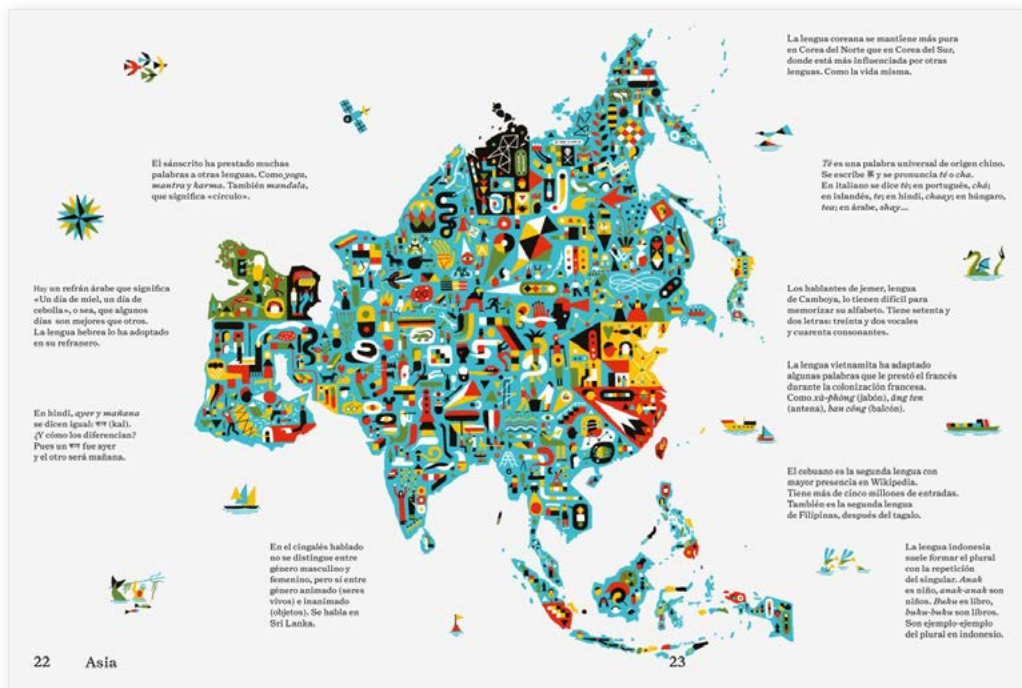 La lengua coreana se mantiene más pura
en Corea del Norte que en Corea del Sur,
donde está más influenciada por otras
lenguas. Como la vida misma.
El sánscrito ha prestado muchas
palabras a otras lenguas. Como yoga,
mantra y karma. También mandala,
que significa «círculo».
Té es una palabra universal de origen chino.
Se escribe 茶 y se pronuncia té o cha.
En italiano se dice tè; en portugués, chá;
en islandés, te; en hindi, chaay; en húngaro,
tea; en árabe, shay...
Hay un refrán árabe que significa
«Un día de miel, un día de
cebolla», o sea, que algunos
días son mejores que otros.
La lengua hebrea lo ha adoptado
en su refranero.
Los hablantes de jemer, lengua
de Camboya, lo tienen difícil para
memorizar su alfabeto. Tiene setenta y
dos letras: treinta y dos vocales
y cuarenta consonantes.
La lengua vietnamita ha adaptado
algunas palabras que le prestó el francés
durante la colonización francesa.
Como xà-phòng (jabón), ăng ten
(antena), ban công (balcón).
En hindi, ayer y mañana
se dicen igual: कल (kal).
¿Y cómo los diferencian?
Pues un कल fue ayer
y el otro será mañana.
El cebuano es la segunda lengua con
mayor presencia en Wikipedia.
Tiene más de cinco millones de entradas.
También es la segunda lengua
de Filipinas, después del tagalo.
En el cingalés hablado
no se distingue entre
género masculino y
femenino, pero sí entre
género animado (seres
vivos) e inanimado
(objetos). Se habla en
Sri Lanka.
La lengua indonesia
suele formar el plural
con la repetición
del singular. Anak
es niño, anak-anak son
niños. Buku es libro,
buku-buku son libros.
Son ejemplo-ejemplo
del plural en indonesio.
22 Asia
23